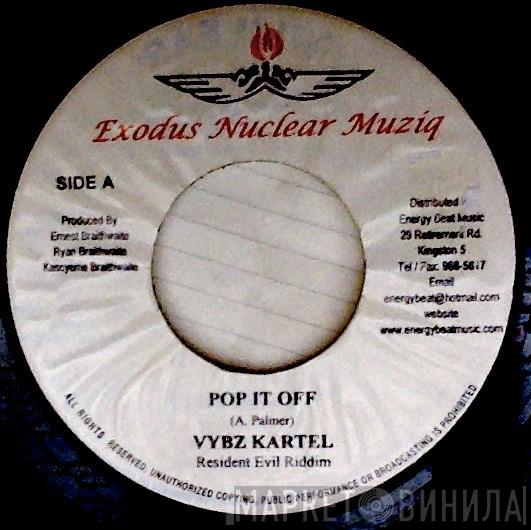 Exodus Nuclear Muziq
SIDE A
Produced By
Ernest Braithwaite
Ryan Braithwaite
Kasoyeme Braithwaite
Distributed
Energy Beat Music
29 Retirement Rd.
Kingston 5
Tel / Fax: 968-5617
Email
energybeat@hotmail.com
website
www.energybeatmusic.com
POP IT OFF
(A. Palmer)
VYBZ KARTEL
Resident Evil Riddim
ALL RIGHTS RESERVED. UNAUTHORIZED COPYING, PUBLIC PERFORMANCE OR BROADCASTING IS PROHIBITED.
МАРКЕТ ВИНИЛА